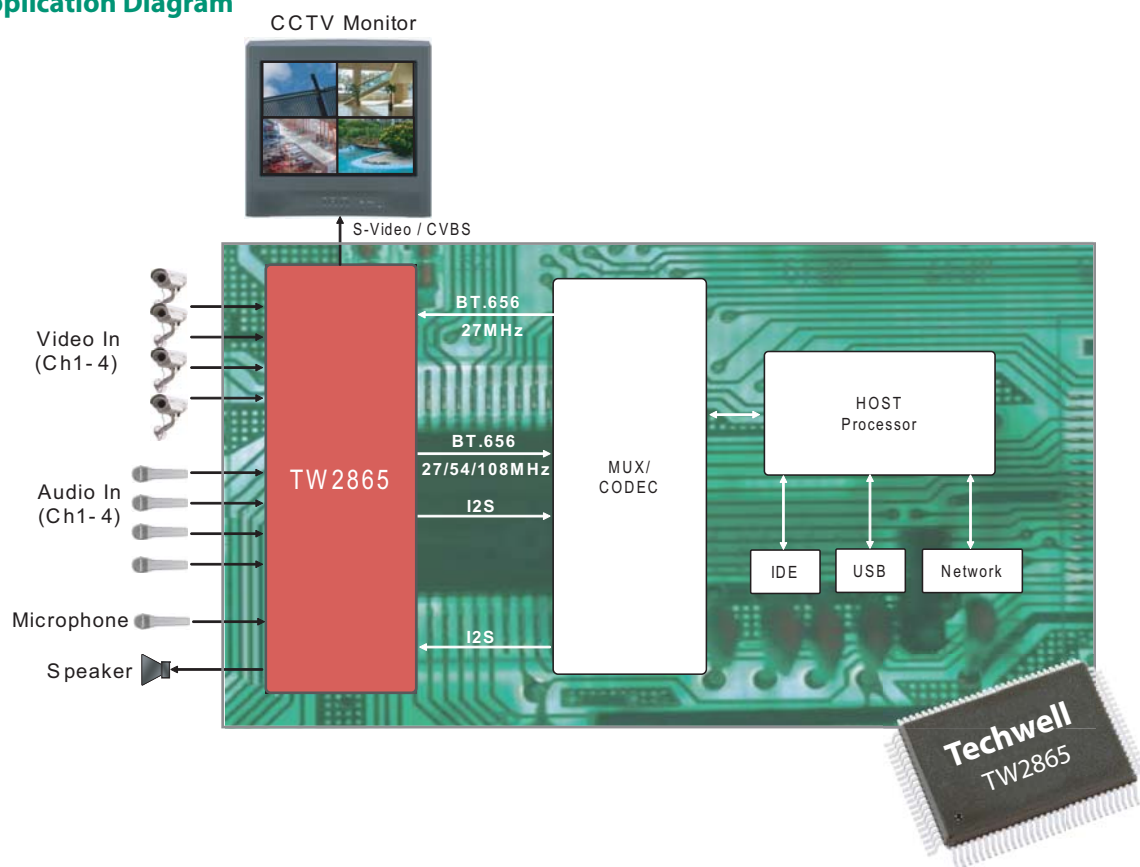 plication Diagram
CCTV Monitor
S-Video / CVBS
Video In
(Ch1-4)
Audio In
(Ch1-4)
Microphone
Speaker
TW2865
BT.656
27MHz
BT.656
27/54/108MHz
I2S
I2S
MUX/
CODEC
HOST
Processor
IDE
USB
Network
Techwell
TW2865